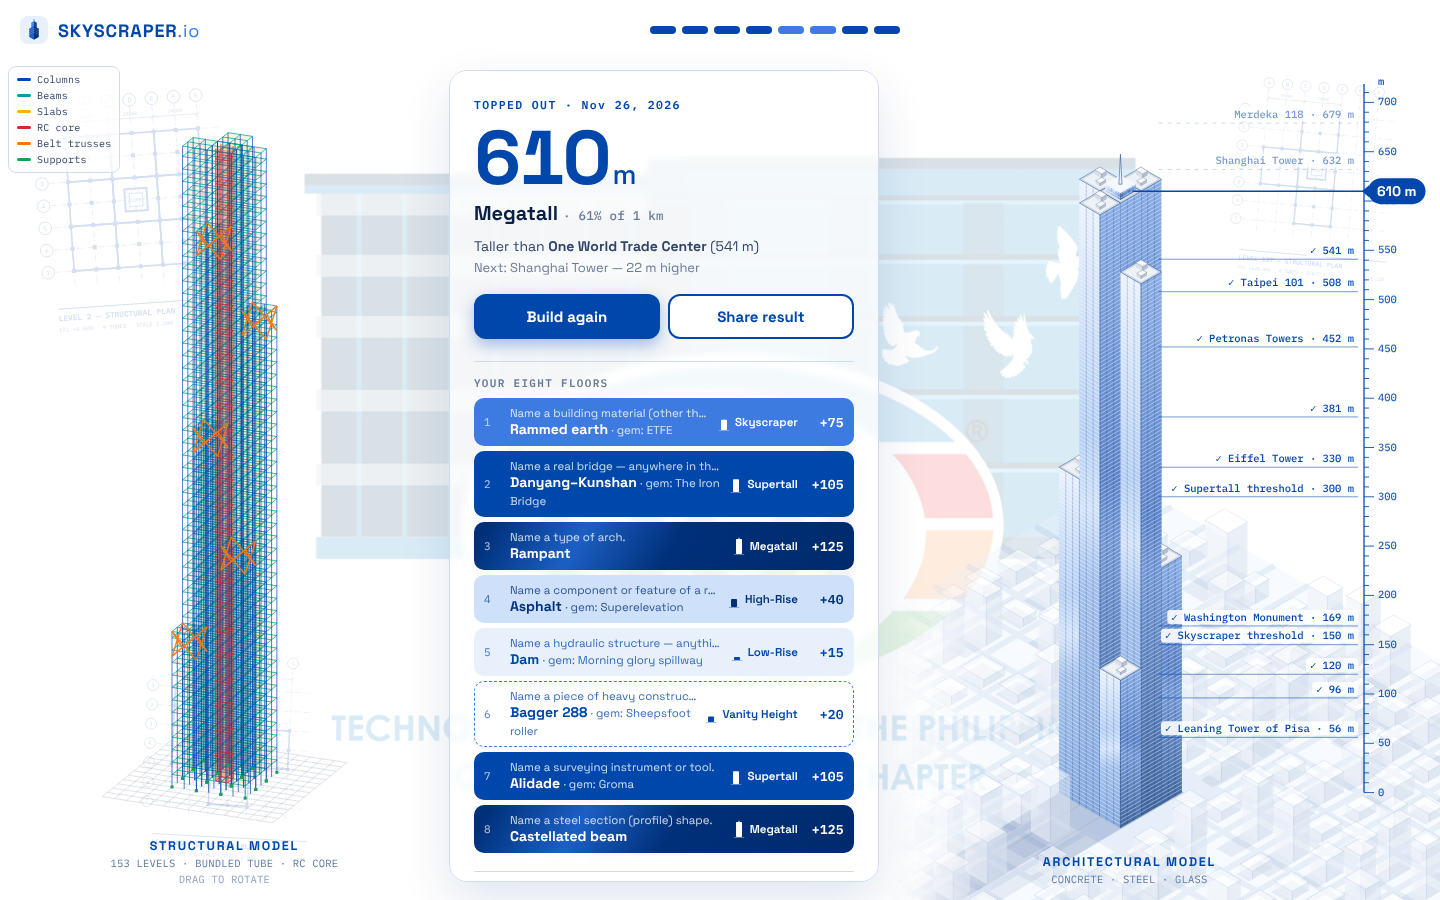 SKYSCRAPER.io
Columns
Beams
Slabs
RC core
Belt trusses
Supports
LEVEL 2 — STRUCTURAL PLAN
STRUCTURAL MODEL
153 LEVELS · BUNDLED TUBE · RC CORE
DRAG TO ROTATE
TOPPED OUT · Nov 26, 2026
610 m
Megatall · 61% of 1 km
Taller than One World Trade Center (541 m)
Next: Shanghai Tower — 22 m higher
Build again
Share result
YOUR EIGHT FLOORS
1 Name a building material (other th…
Rammed earth · gem: ETFE
Skyscraper +75
2 Name a real bridge — anywhere in th…
Danyang–Kunshan · gem: The Iron
Bridge
Supertall +105
3 Name a type of arch.
Rampant
Megatall +125
4 Name a component or feature of a r…
Asphalt · gem: Superelevation
High-Rise +40
5 Name a hydraulic structure — anythi…
Dam · gem: Morning glory spillway
Low-Rise +15
6 Name a piece of heavy construc…
Bagger 288 · gem: Sheepsfoot
roller
Vanity Height +20
7 Name a surveying instrument or tool.
Alidade · gem: Groma
Supertall +105
8 Name a steel section (profile) shape.
Castellated beam
Megatall +125
TECHNO
HE PHILIP
HAPTER
®
m
700
650
610 m
550
500
450
400
350
300
250
200
150
100
50
0
Merdeka 118 · 679 m
Shanghai Tower · 632 m
✓ 541 m
✓ Taipei 101 · 508 m
✓ Petronas Towers · 452 m
✓ 381 m
✓ Eiffel Tower · 330 m
✓ Supertall threshold · 300 m
✓ Washington Monument · 169 m
✓ Skyscraper threshold · 150 m
✓ 120 m
✓ 96 m
✓ Leaning Tower of Pisa · 56 m
ARCHITECTURAL MODEL
CONCRETE · STEEL · GLASS